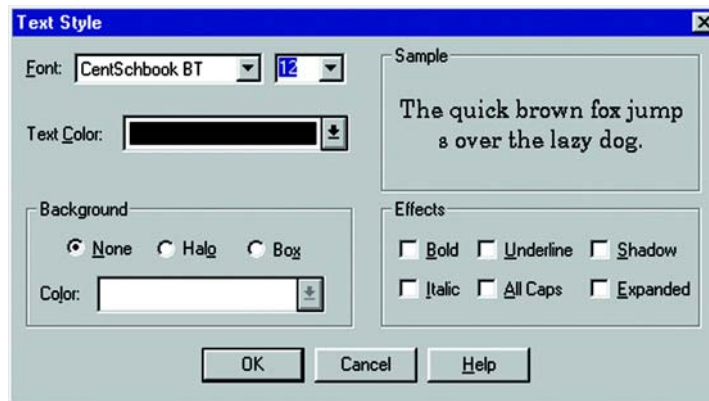 Text Style
Font: CentSchbook BT 12
Text Color:
Sample
The quick brown fox jump
s over the lazy dog.
Background
None Halo Box
Color:
Effects
Bold Underline Shadow
Italic All Caps Expanded
OK Cancel Help